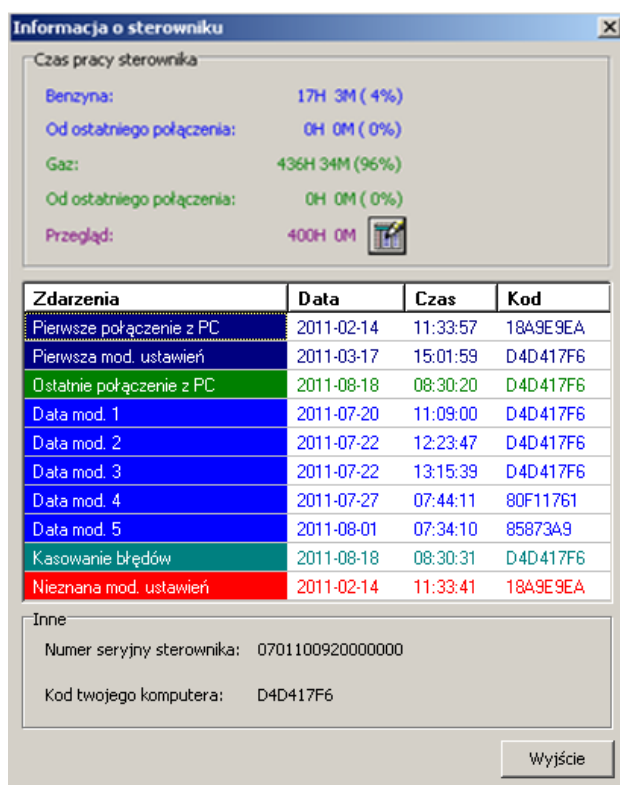 Informacja o sterowniku
Czas pracy sterownika
Benzyna: 17H 3M ( 4%)
Od ostatniego połączenia: 0H 0M ( 0%)
Gaz: 436H 34M (96%)
Od ostatniego połączenia: 0H 0M ( 0%)
Przegląd: 400H 0M
Zdarzenia Data Czas Kod
Pierwsze połączenie z PC 2011-02-14 11:33:57 18A9E9EA
Pierwsza mod. ustawień 2011-03-17 15:01:59 D4D417F6
Ostatnie połączenie z PC 2011-08-18 08:30:20 D4D417F6
Data mod. 1 2011-07-20 11:09:00 D4D417F6
Data mod. 2 2011-07-22 12:23:47 D4D417F6
Data mod. 3 2011-07-22 13:15:39 D4D417F6
Data mod. 4 2011-07-27 07:44:11 80F11761
Data mod. 5 2011-08-01 07:34:10 85873A9
Kasowanie błędów 2011-08-18 08:30:31 D4D417F6
Nieznana mod. ustawień 2011-02-14 11:33:41 18A9E9EA
Inne
Numer seryjny sterownika: 0701100920000000
Kod twojego komputera: D4D417F6
Wyjście